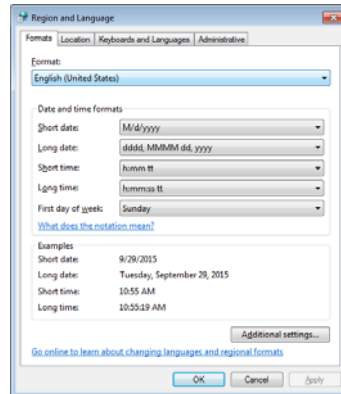 Region and Language
Formats Location Keyboards and Languages Administrative
Format:
English (United States)
Date and time formats
Short date: M/d/yyyy
Long date: dddd, MMMM dd, yyyy
Short time: h:mm tt
Long time: h:mm:ss tt
First day of week: Sunday
What does the notation mean?
Examples
Short date: 9/29/2015
Long date: Tuesday, September 29, 2015
Short time: 10:55 AM
Long time: 10:55:19 AM
Additional settings...
Go online to learn about changing languages and regional formats
OK Cancel Apply